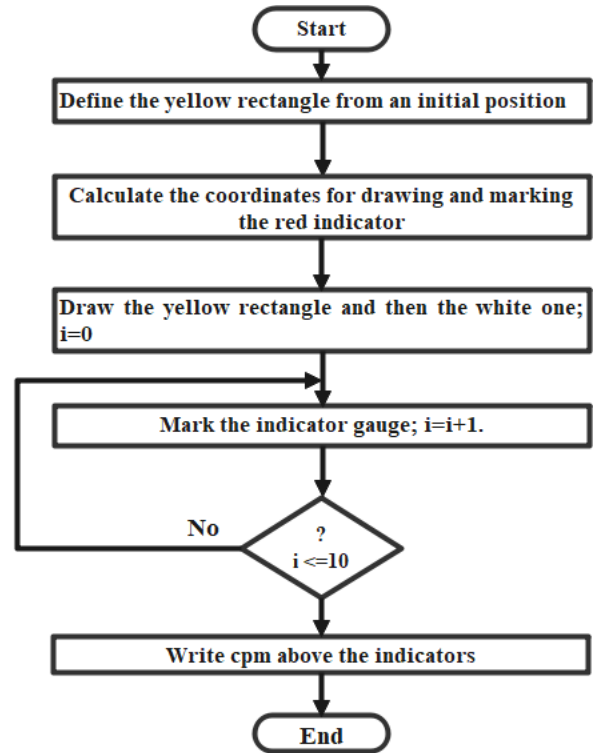 Start
Define the yellow rectangle from an initial position
Calculate the coordinates for drawing and marking
the red indicator
Draw the yellow rectangle and then the white one;
i=0
Mark the indicator gauge; i=i+1.
No
?
i <=10
Write cpm above the indicators
End